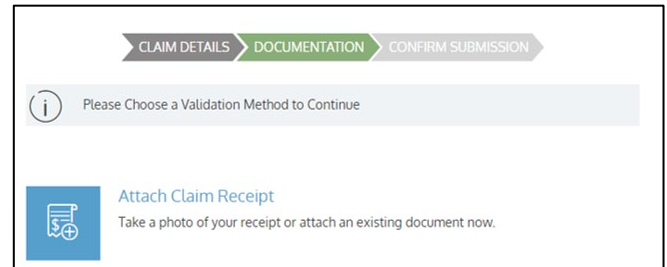 CLAIM DETAILS DOCUMENTATION CONFIRM SUBMISSION
i Please Choose a Validation Method to Continue
Attach Claim Receipt
$ Take a photo of your receipt or attach an existing document now.